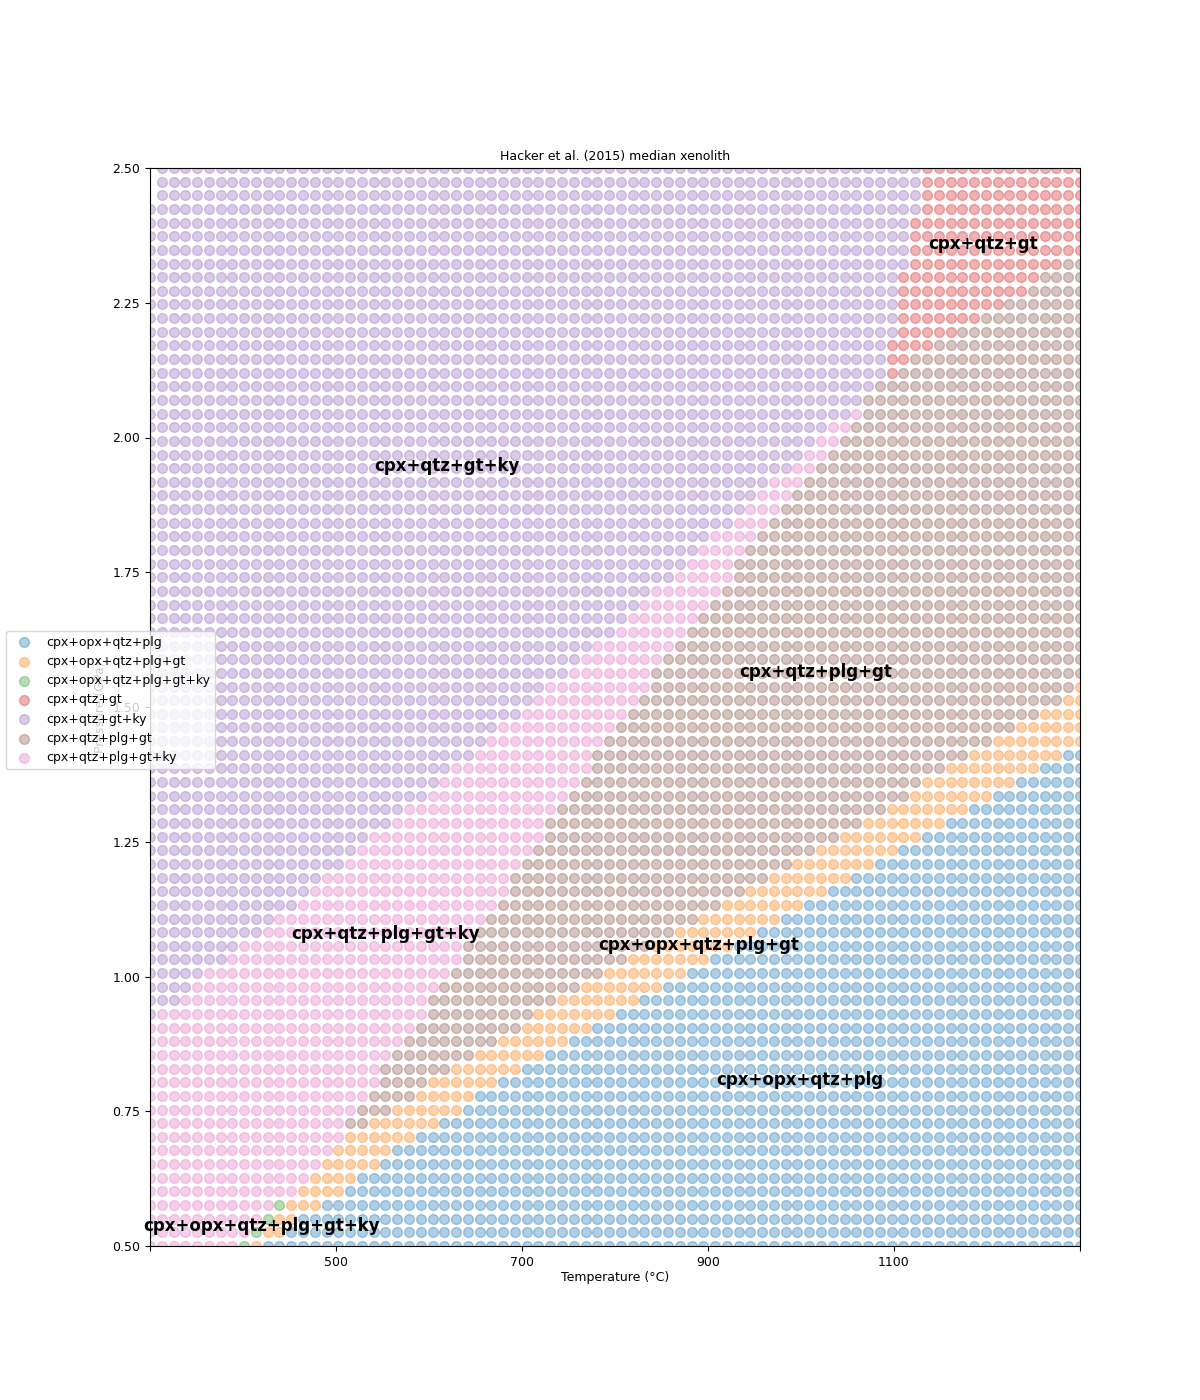 Hacker et al. (2015) median xenolith
2.50
cpx+qtz+gt
2.25
2.00
cpx+qtz+gt+ky
1.75
cpx+qtz+plg+gt
cpx+opx+qtz+plg
cpx+opx+qtz+plg+gt
cpx+opx+qtz+plg+gt+ky
cpx+qtz+gt
1.50
cpx+qtz+gt+ky
cpx+qtz+plg+gt
cpx+qtz+plg+gt+ky
1.25
cpx+qtz+plg+gt+ky
cpx+opx+qtz+plg+gt
1.00
cpx+opx+qtz+plg
0.75
cpx+opx+qtz+plg+gt+ky
0.50
500 700 900 1100
Temperature (°C)